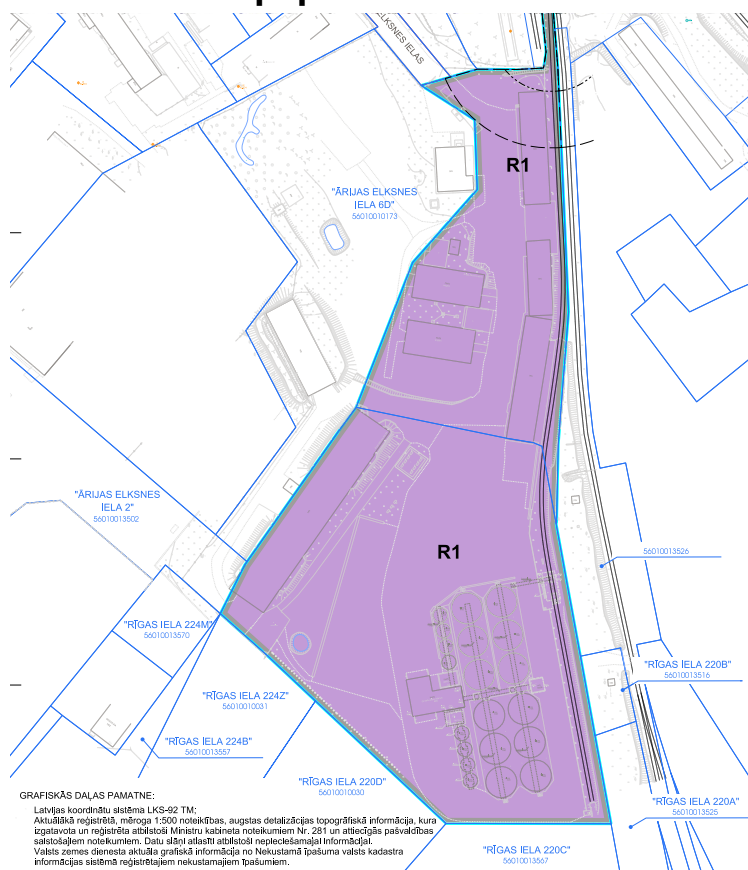 ELKSNES IELAS
R1
"ĀRIJAS ELKSNES
IELA 6D"
56010010173
"ĀRIJAS ELKSNES
IELA 2"
56010013502
R1
56010013526
"RĪGAS IELA 224M"
56010013570
"RĪGAS IELA 220B"
56010013516
"RĪGAS IELA 224Z"
56010010031
"RĪGAS IELA 224B"
56010013557
"RĪGAS IELA 220D"
56010010030
"RĪGAS IELA 220A"
56010013525
"RĪGAS IELA 220C"
56010013567
GRAFISKĀS DAĻAS PAMATNE:
Latvijas koordinātu sistēma LKS-92 TM;
Aktuālākā reģistrētā, mēroga 1:500 noteiktības, augstas detalizācijas topogrāfiskā informācija, kura
izgatavota un reģistrēta atbilstoši Ministru kabineta noteikumiem Nr. 281 un attiecīgās pašvaldības
saistošajiem noteikumiem. Datu slāņi atlasīti atbilstoši nepieciešamajai informācijai.
Valsts zemes dienesta aktuāla grafiskā informācija no Nekustamā īpašuma valsts kadastra
informācijas sistēmā reģistrētajiem nekustamajiem īpašumiem.